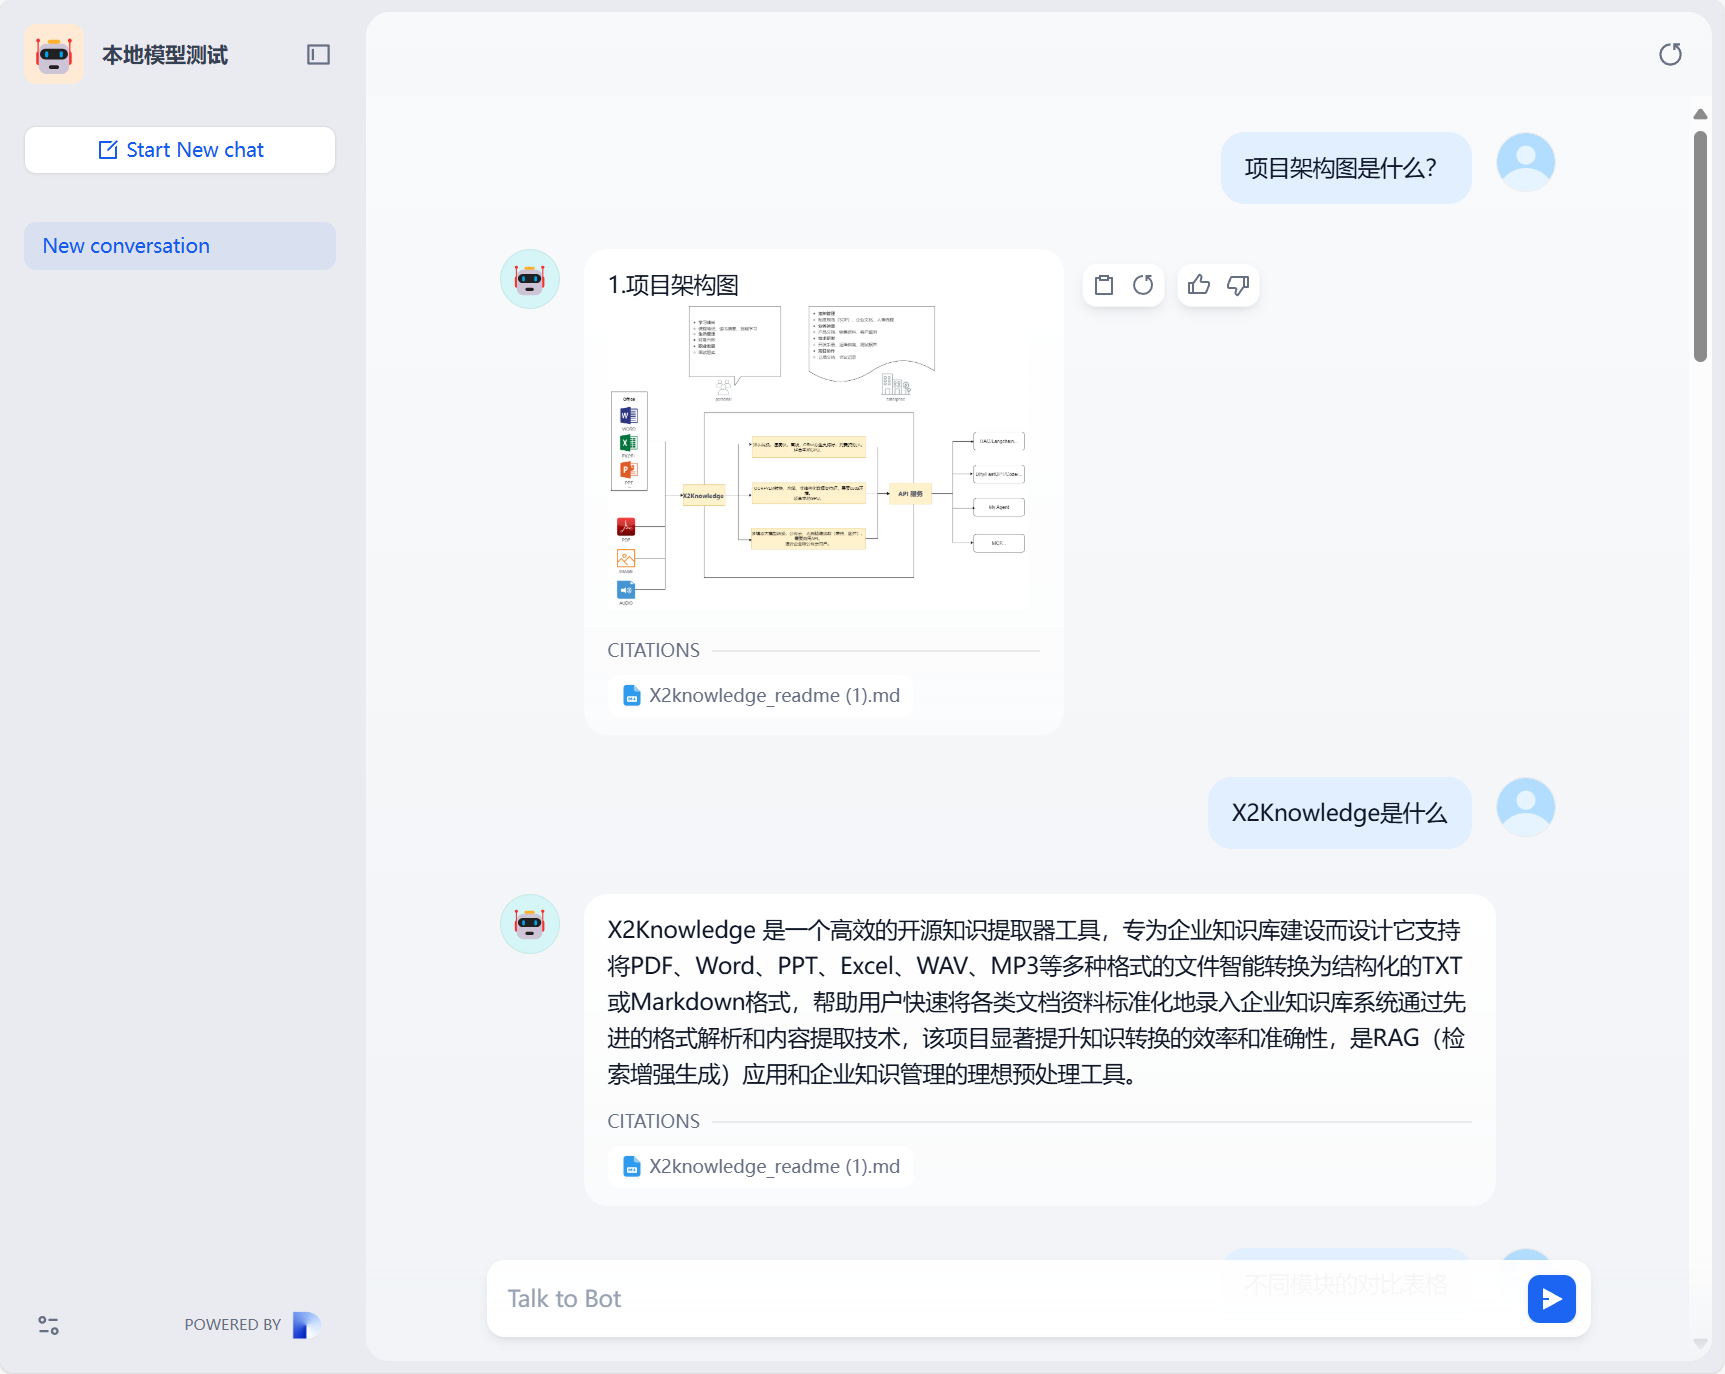 本地模型测试
Start New chat
New conversation
项目架构图是什么?
1.项目架构图
personal
enterprise
Office
WORD
EXCEL
PPT
PDF
IMAGE
AUDIO
X2Knowledge
API 服务
My Agent
MCP...
CITATIONS
X2knowledge_readme (1).md
X2Knowledge是什么
X2Knowledge 是一个高效的开源知识提取器工具，专为企业知识库建设而设计它支持
将PDF、Word、PPT、Excel、WAV、MP3等多种格式的文件智能转换为结构化的TXT
或Markdown格式，帮助用户快速将各类文档资料标准化地录入企业知识库系统通过先
进的格式解析和内容提取技术，该项目显著提升知识转换的效率和准确性，是RAG（检
索增强生成）应用和企业知识管理的理想预处理工具。
CITATIONS
X2knowledge_readme (1).md
不同模块的对比表格
Talk to Bot
POWERED BY